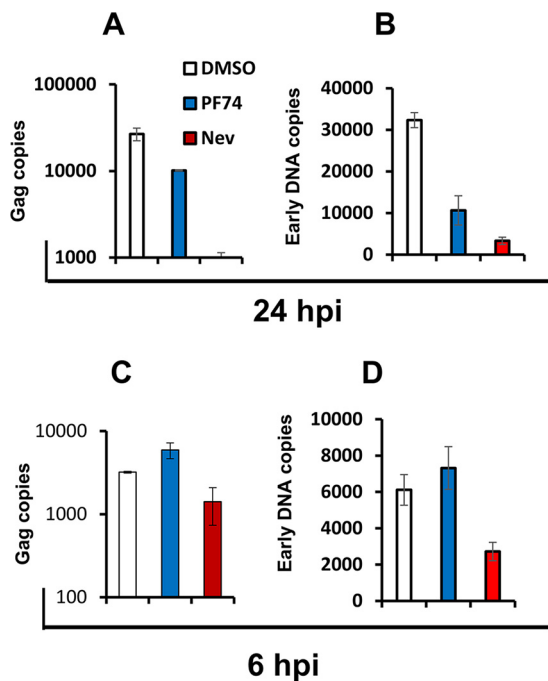 A
B
DMSO
PF74
Nev
Gag copies
100000
10000
1000
Early DNA copies
40000
30000
20000
10000
0
24 hpi
C
D
Gag copies
10000
1000
100
Early DNA copies
10000
8000
6000
4000
2000
0
6 hpi